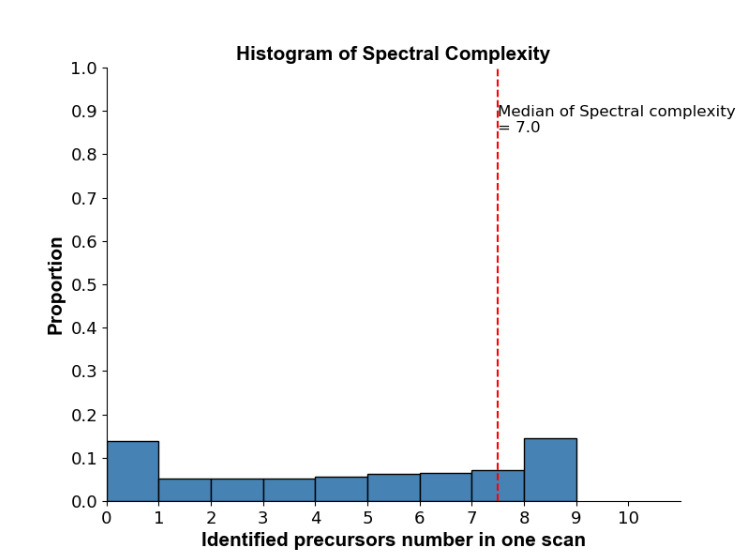 Histogram of Spectral Complexity
1.0
0.9
Median of Spectral complexity
= 7.0
0.8
0.7
0.6
0.5
0.4
0.3
0.2
0.1
0.0
Proportion
0 1 2 3 4 5 6 7 8 9 10
Identified precursors number in one scan